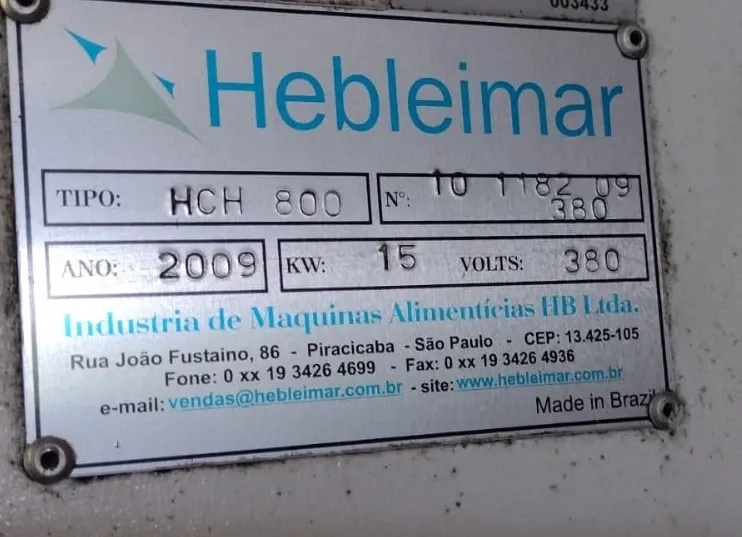 003433
Hebleimar
TIPO: HCH 800
Nº: 10 1182 09
380
ANO: 2009
KW: 15 VOLTS: 380
Industria de Maquinas Alimentícias HB Ltda.
Rua João Fustaino, 86 - Piracicaba - São Paulo - CEP: 13.425-105
Fone: 0 xx 19 3426 4699 - Fax: 0 xx 19 3426 4936
e-mail: vendas@hebleimar.com.br - site: www.hebleimar.com.br
Made in Brazil